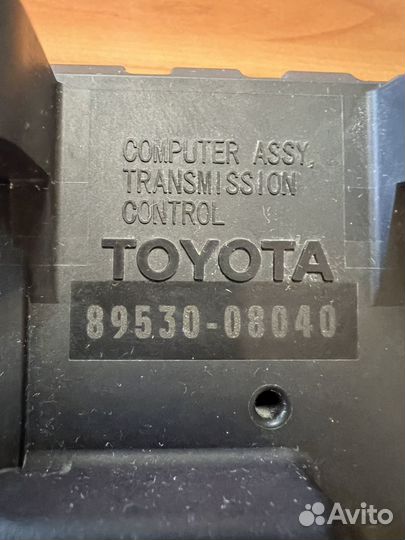 COMPUTER ASSY,
TRANSMISSION
CONTROL
TOYOTA
89530-08040
Avito